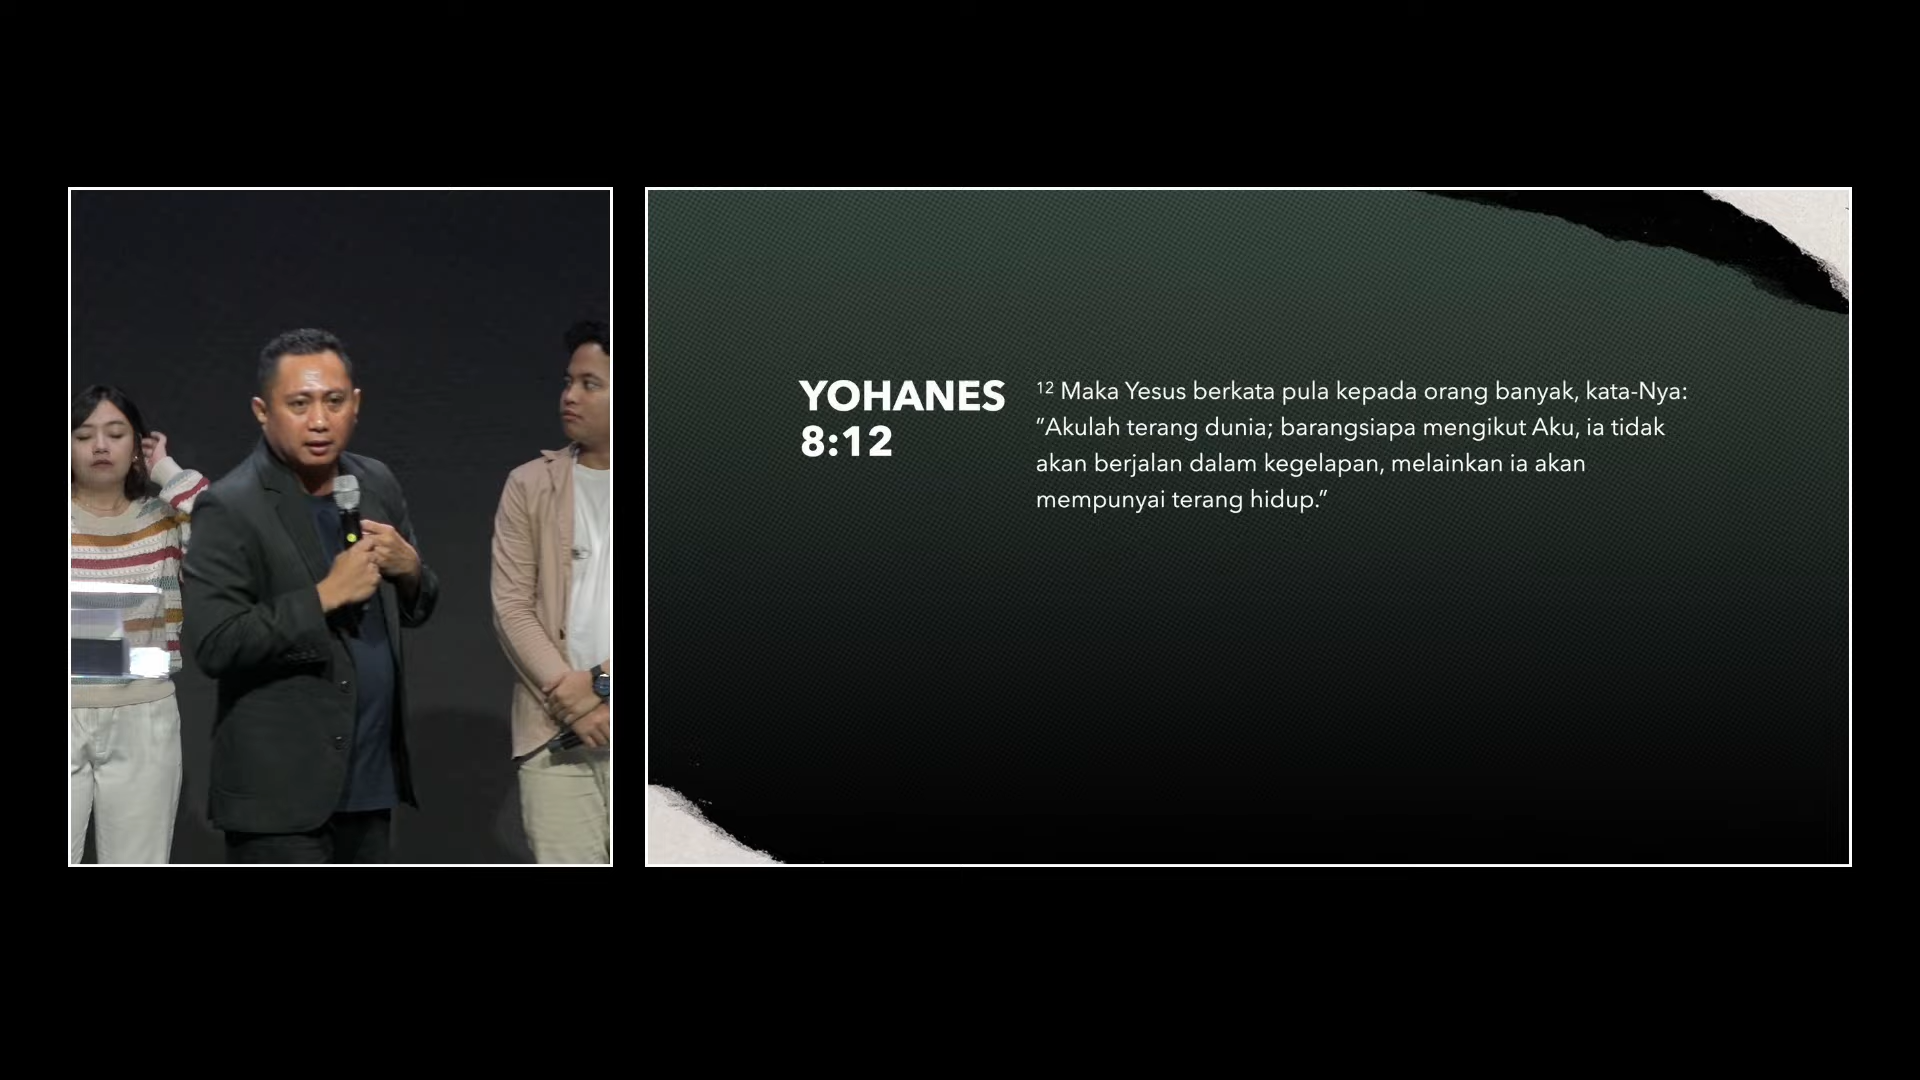 YOHANES
8:12
12 Maka Yesus berkata pula kepada orang banyak, kata-Nya:
"Akulah terang dunia; barangsiapa mengikut Aku, ia tidak
akan berjalan dalam kegelapan, melainkan ia akan
mempunyai terang hidup."